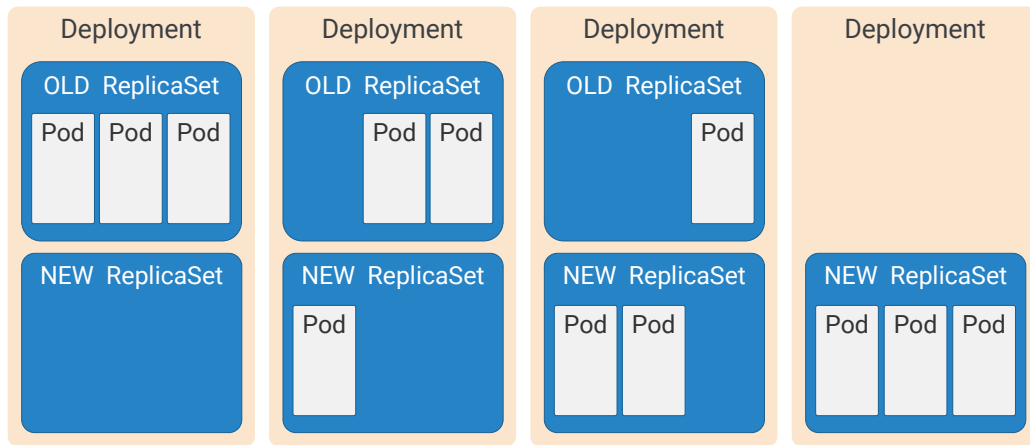 Deployment
OLD ReplicaSet
Pod Pod Pod
NEW ReplicaSet
Deployment
OLD ReplicaSet
Pod Pod
NEW ReplicaSet
Pod
Deployment
OLD ReplicaSet
Pod
NEW ReplicaSet
Pod Pod
Deployment
NEW ReplicaSet
Pod Pod Pod